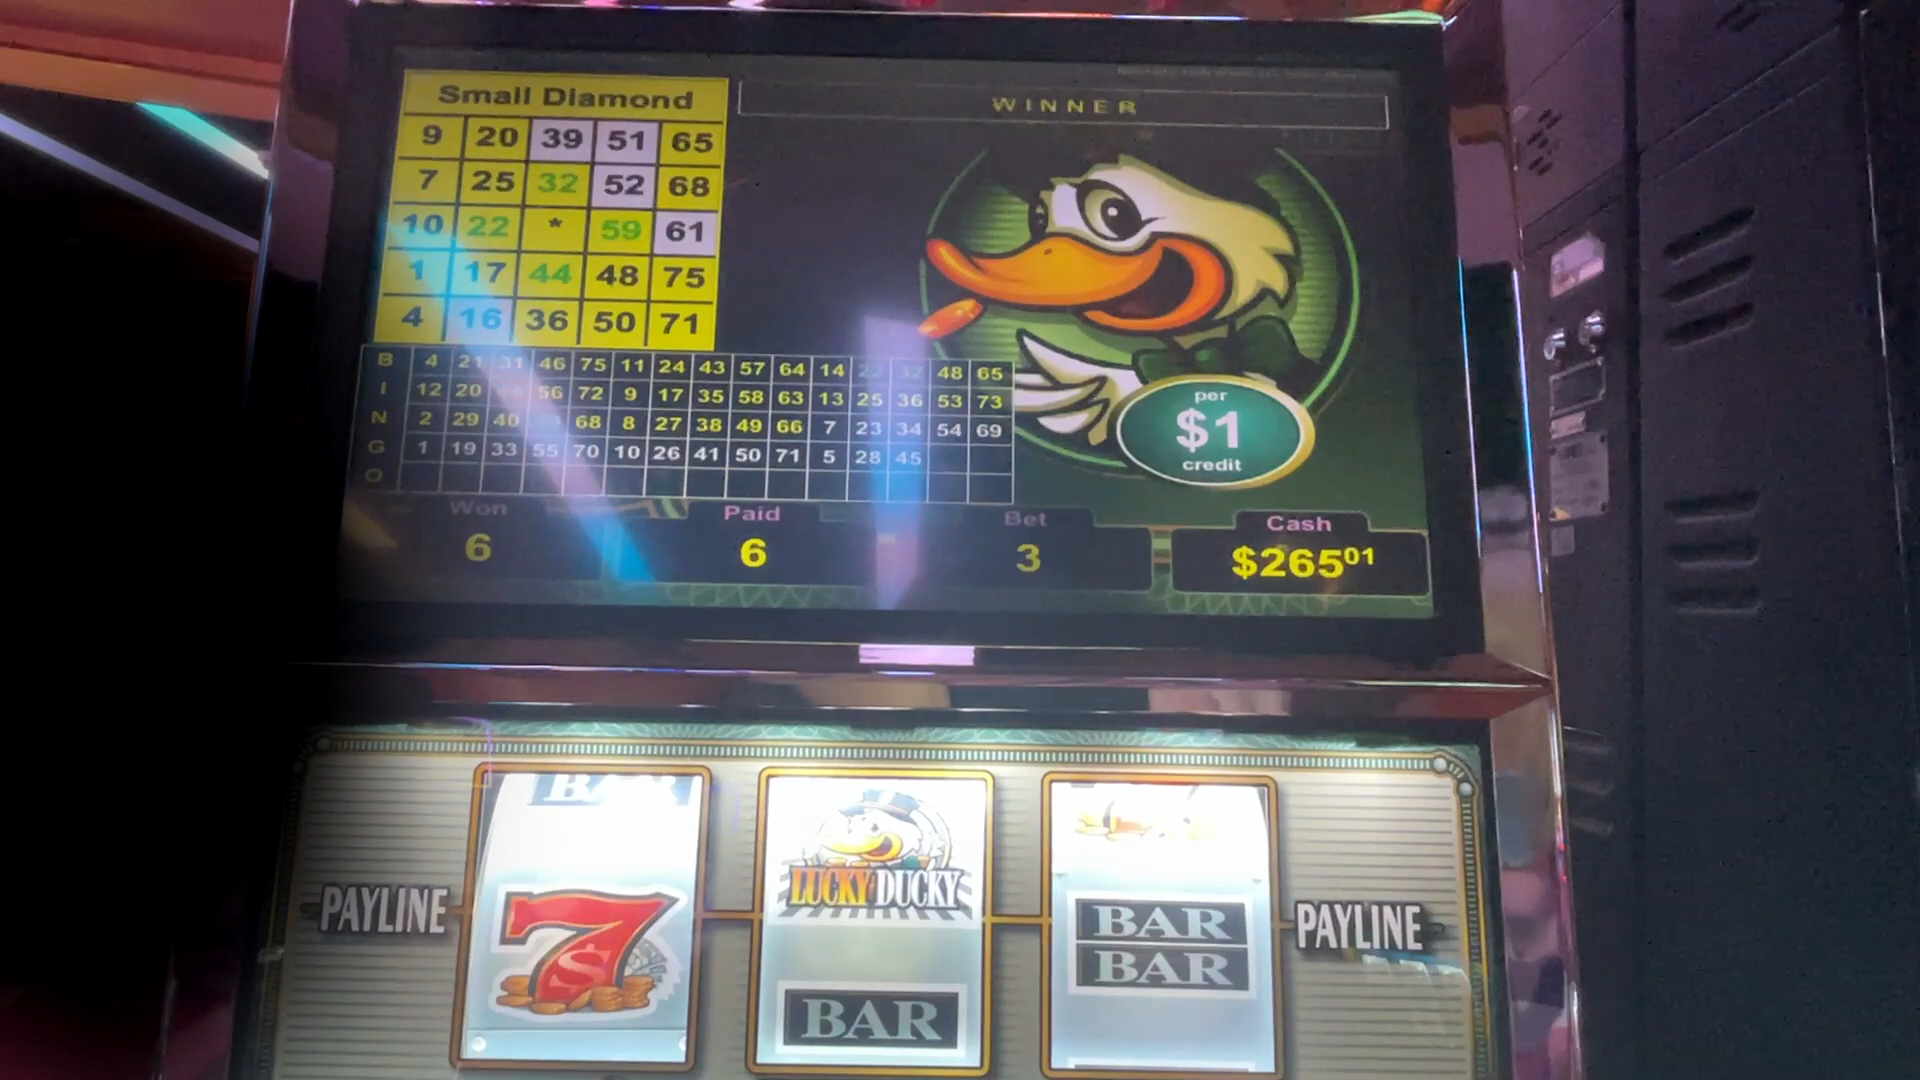 Small Diamond
WINNER
9 20 39 51 65
7 25 32 52 68
10 22 * 59 61
1 17 44 48 75
4 16 36 50 71
B 4 21 31 46 75 11 24 43 57 64 14 22 32 48 65
I 12 20 56 72 9 17 35 58 63 13 25 36 53 73
N 2 29 40 68 8 27 38 49 66 7 23 34 54 69
G 1 19 33 55 70 10 26 41 50 71 5 28 45
O
per
$1
credit
Won Paid Bet Cash
6 6 3 $265⁰¹
BAR
LUCKY DUCKY
PAYLINE 7 BAR PAYLINE
$ BAR
BAR